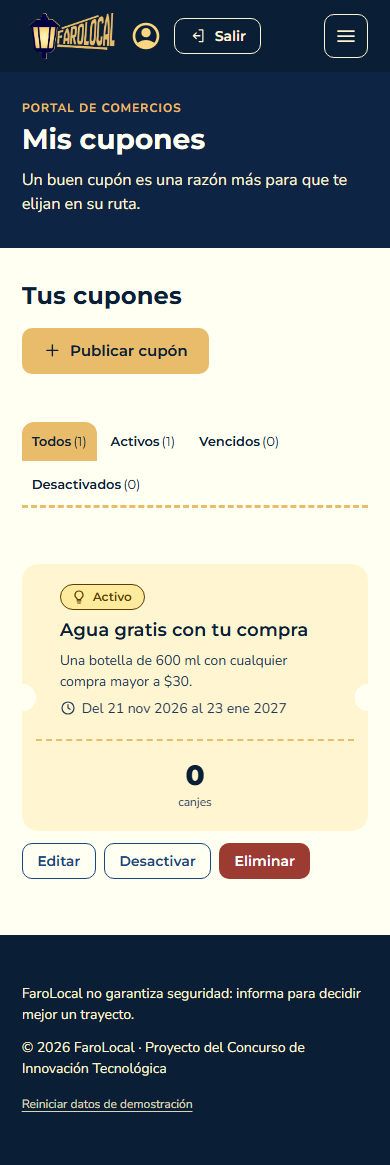 FAROLOCAL
Salir
PORTAL DE COMERCIOS
Mis cupones
Un buen cupón es una razón más para que te
elijan en su ruta.
Tus cupones
Publicar cupón
Todos (1) Activos (1) Vencidos (0)
Desactivados (0)
Activo
Agua gratis con tu compra
Una botella de 600 ml con cualquier
compra mayor a $30.
Del 21 nov 2026 al 23 ene 2027
0
canjes
Editar Desactivar Eliminar
FaroLocal no garantiza seguridad: informa para decidir
mejor un trayecto.
© 2026 FaroLocal · Proyecto del Concurso de
Innovación Tecnológica
Reiniciar datos de demostración